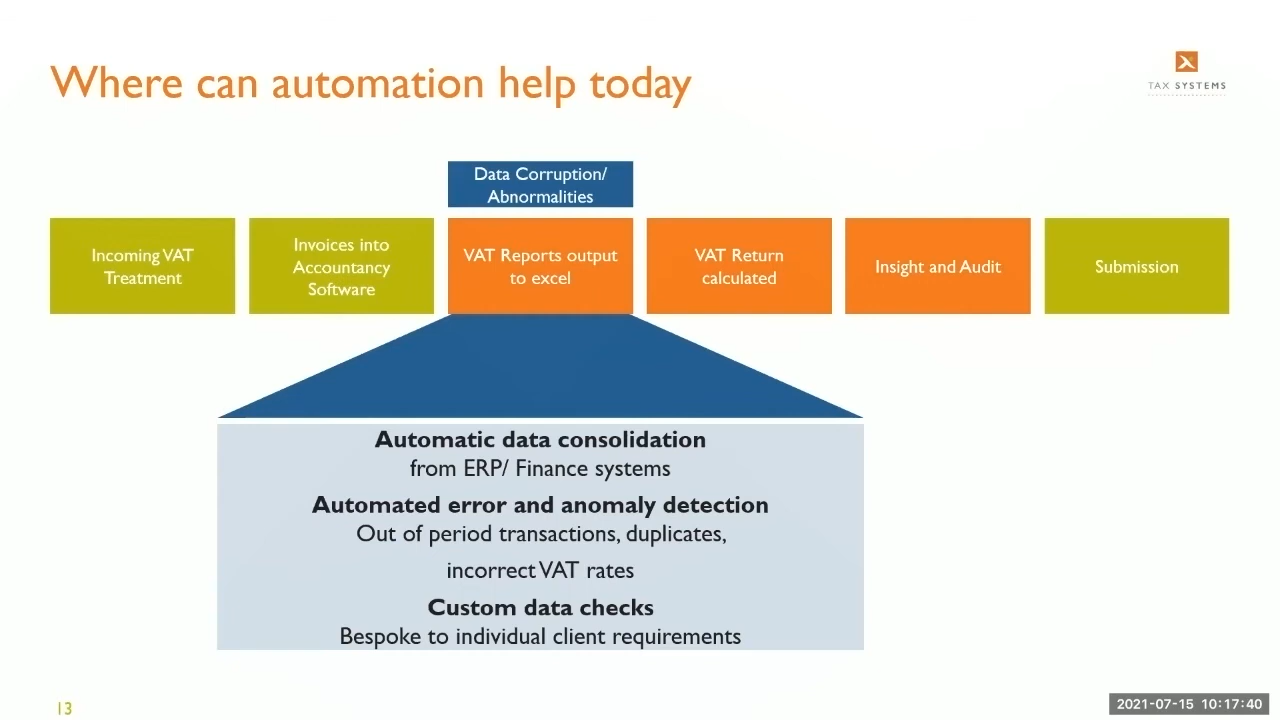 Where can automation help today
TAX SYSTEMS
Data Corruption/
Abnormalities
Incoming VAT
Treatment
Invoices into
Accountancy
Software
VAT Reports output
to excel
VAT Return
calculated
Insight and Audit
Submission
Automatic data consolidation
from ERP/ Finance systems
Automated error and anomaly detection
Out of period transactions, duplicates,
incorrect VAT rates
Custom data checks
Bespoke to individual client requirements
13
2021-07-15 10:17:40